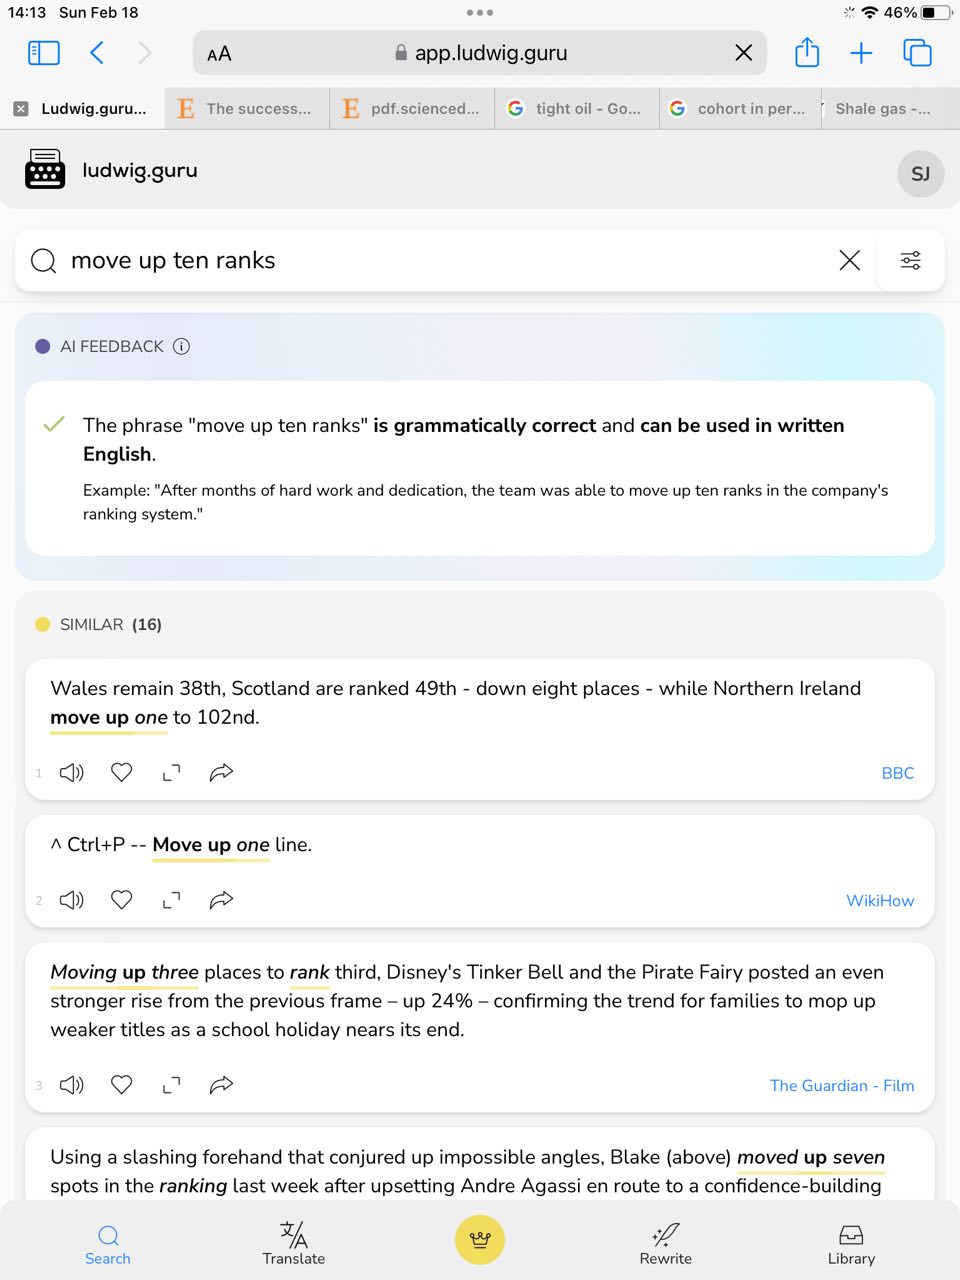 14:13 Sun Feb 18
46%
AA
app.ludwig.guru
Ludwig.guru...
The success...
pdf.scienced...
tight oil - Go...
cohort in per...
Shale gas -...
ludwig.guru
SJ
move up ten ranks
AI FEEDBACK
The phrase "move up ten ranks" is grammatically correct and can be used in written
English.
Example: "After months of hard work and dedication, the team was able to move up ten ranks in the company's
ranking system."
SIMILAR (16)
Wales remain 38th, Scotland are ranked 49th - down eight places - while Northern Ireland
move up one to 102nd.
1
BBC
^ Ctrl+P -- Move up one line.
2
WikiHow
Moving up three places to rank third, Disney's Tinker Bell and the Pirate Fairy posted an even
stronger rise from the previous frame – up 24% – confirming the trend for families to mop up
weaker titles as a school holiday nears its end.
3
The Guardian - Film
Using a slashing forehand that conjured up impossible angles, Blake (above) moved up seven
spots in the ranking last week after upsetting Andre Agassi en route to a confidence-building
Search
Translate
Rewrite
Library